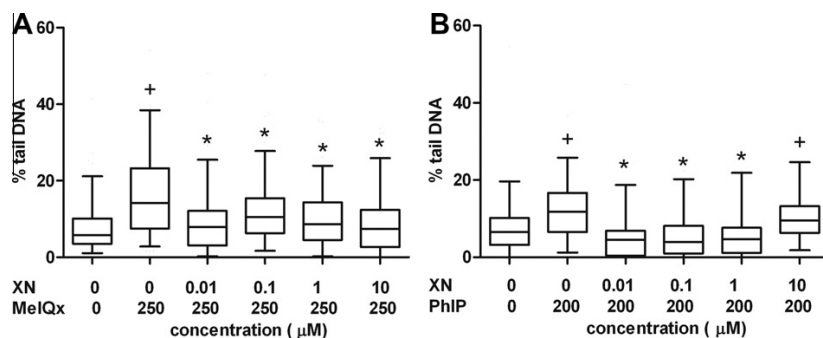 A
60
40
20
0
% tail DNA
+ * * * *
XN 0 0 0.01 0.1 1 10
MeIQx 0 250 250 250 250 250
concentration ( µM)
B
60
40
20
0
% tail DNA
+ * * * +
XN 0 0 0.01 0.1 1 10
PhIP 0 200 200 200 200 200
concentration ( µM)